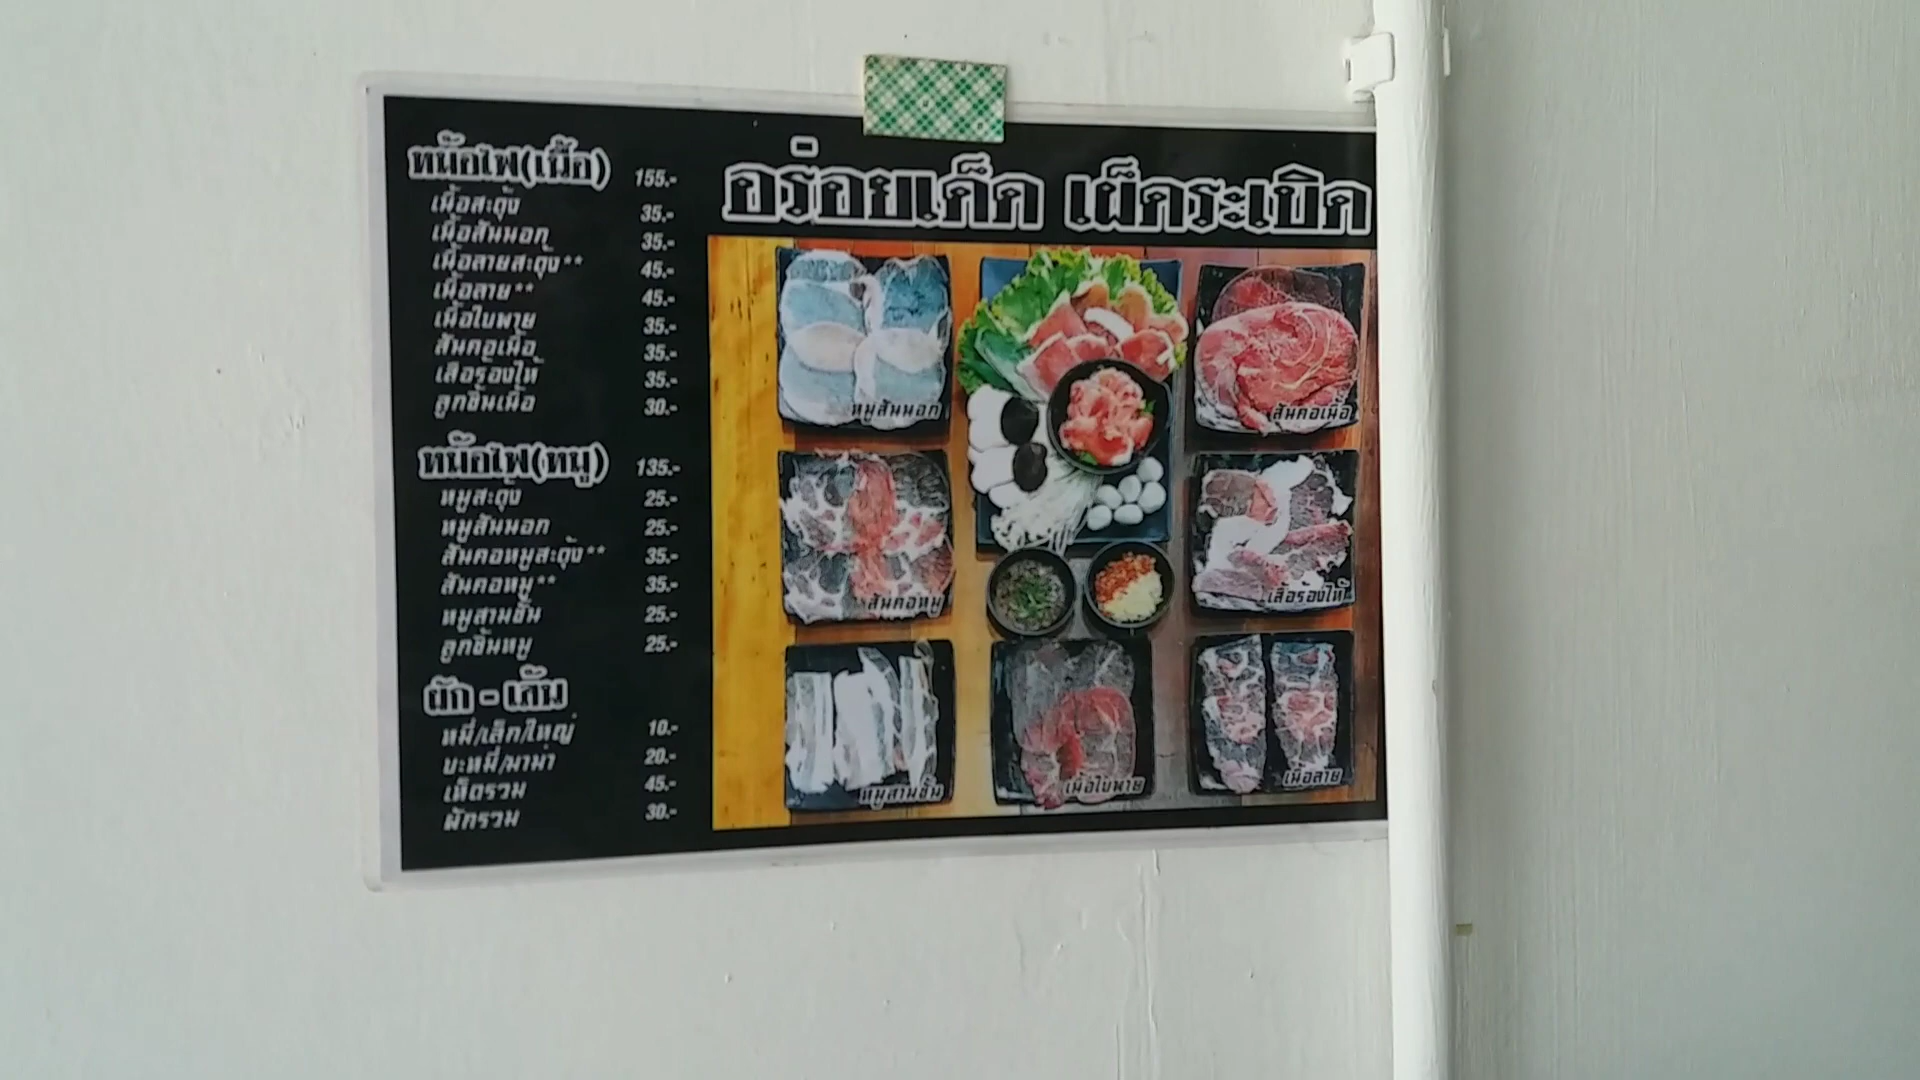 หม้อไฟ(เนื้อ) 155.-
เนื้อสะดุ้ง 35.-
เนื้อสันนอก 35.-
เนื้อลายสะดุ้ง** 45.-
เนื้อลาย** 45.-
เนื้อใบพาย 35.-
สันคอเนื้อ 35.-
เสือร้องไห้ 35.-
ลูกชิ้นเนื้อ 30.-
หม้อไฟ(หมู) 135.-
หมูสะดุ้ง 25.-
หมูสันนอก 25.-
สันคอหมูสะดุ้ง** 35.-
สันคอหมู** 35.-
หมูสามชั้น 25.-
ลูกชิ้นหมู 25.-
ผัก - เส้น
หมี่/เล็ก/ใหญ่ 10.-
บะหมี่/มาม่า 20.-
เห็ดรวม 45.-
ผักรวม 30.-
อร่อยเด็ด เผ็ดระเบิด
หมูสันนอก
สันคอเนื้อ
สันคอหมู
เสือร้องไห้
หมูสามชั้น
เนื้อใบพาย
เนื้อลาย